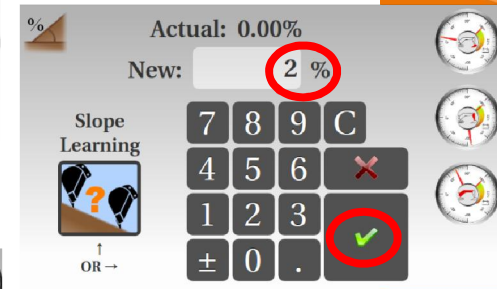 %
Actual: 0.00%
New: 2 %
Slope
Learning
?
↑
OR →
7 8 9 C
4 5 6
1 2 3
± 0 .